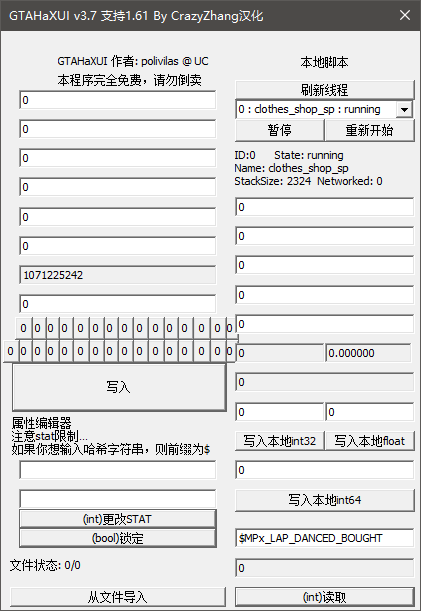 GTAHaXUI v3.7 支持1.61 By CrazyZhang汉化
GTAHaXUI 作者: polivilas @ UC
本程序完全免费，请勿倒卖
0
0
0
0
0
0
1071225242
0
0 0 0 0 0 0 0 0 0 0 0 0 0 0 0
0 0 0 0 0 0 0 0 0 0 0 0 0 0 0 0
写入
属性编辑器
注意stat限制...
如果你想输入哈希字符串，则前缀为$
(int)更改STAT
(bool)锁定
文件状态: 0/0
从文件导入
本地脚本
刷新线程
0 : clothes_shop_sp : running
暂停 重新开始
ID:0 State: running
Name: clothes_shop_sp
StackSize: 2324 Networked: 0
0
0
0
0
0
0 0.000000
0
0 0
写入本地int32 写入本地float
0
写入本地int64
$MPx_LAP_DANCED_BOUGHT
0
(int)读取